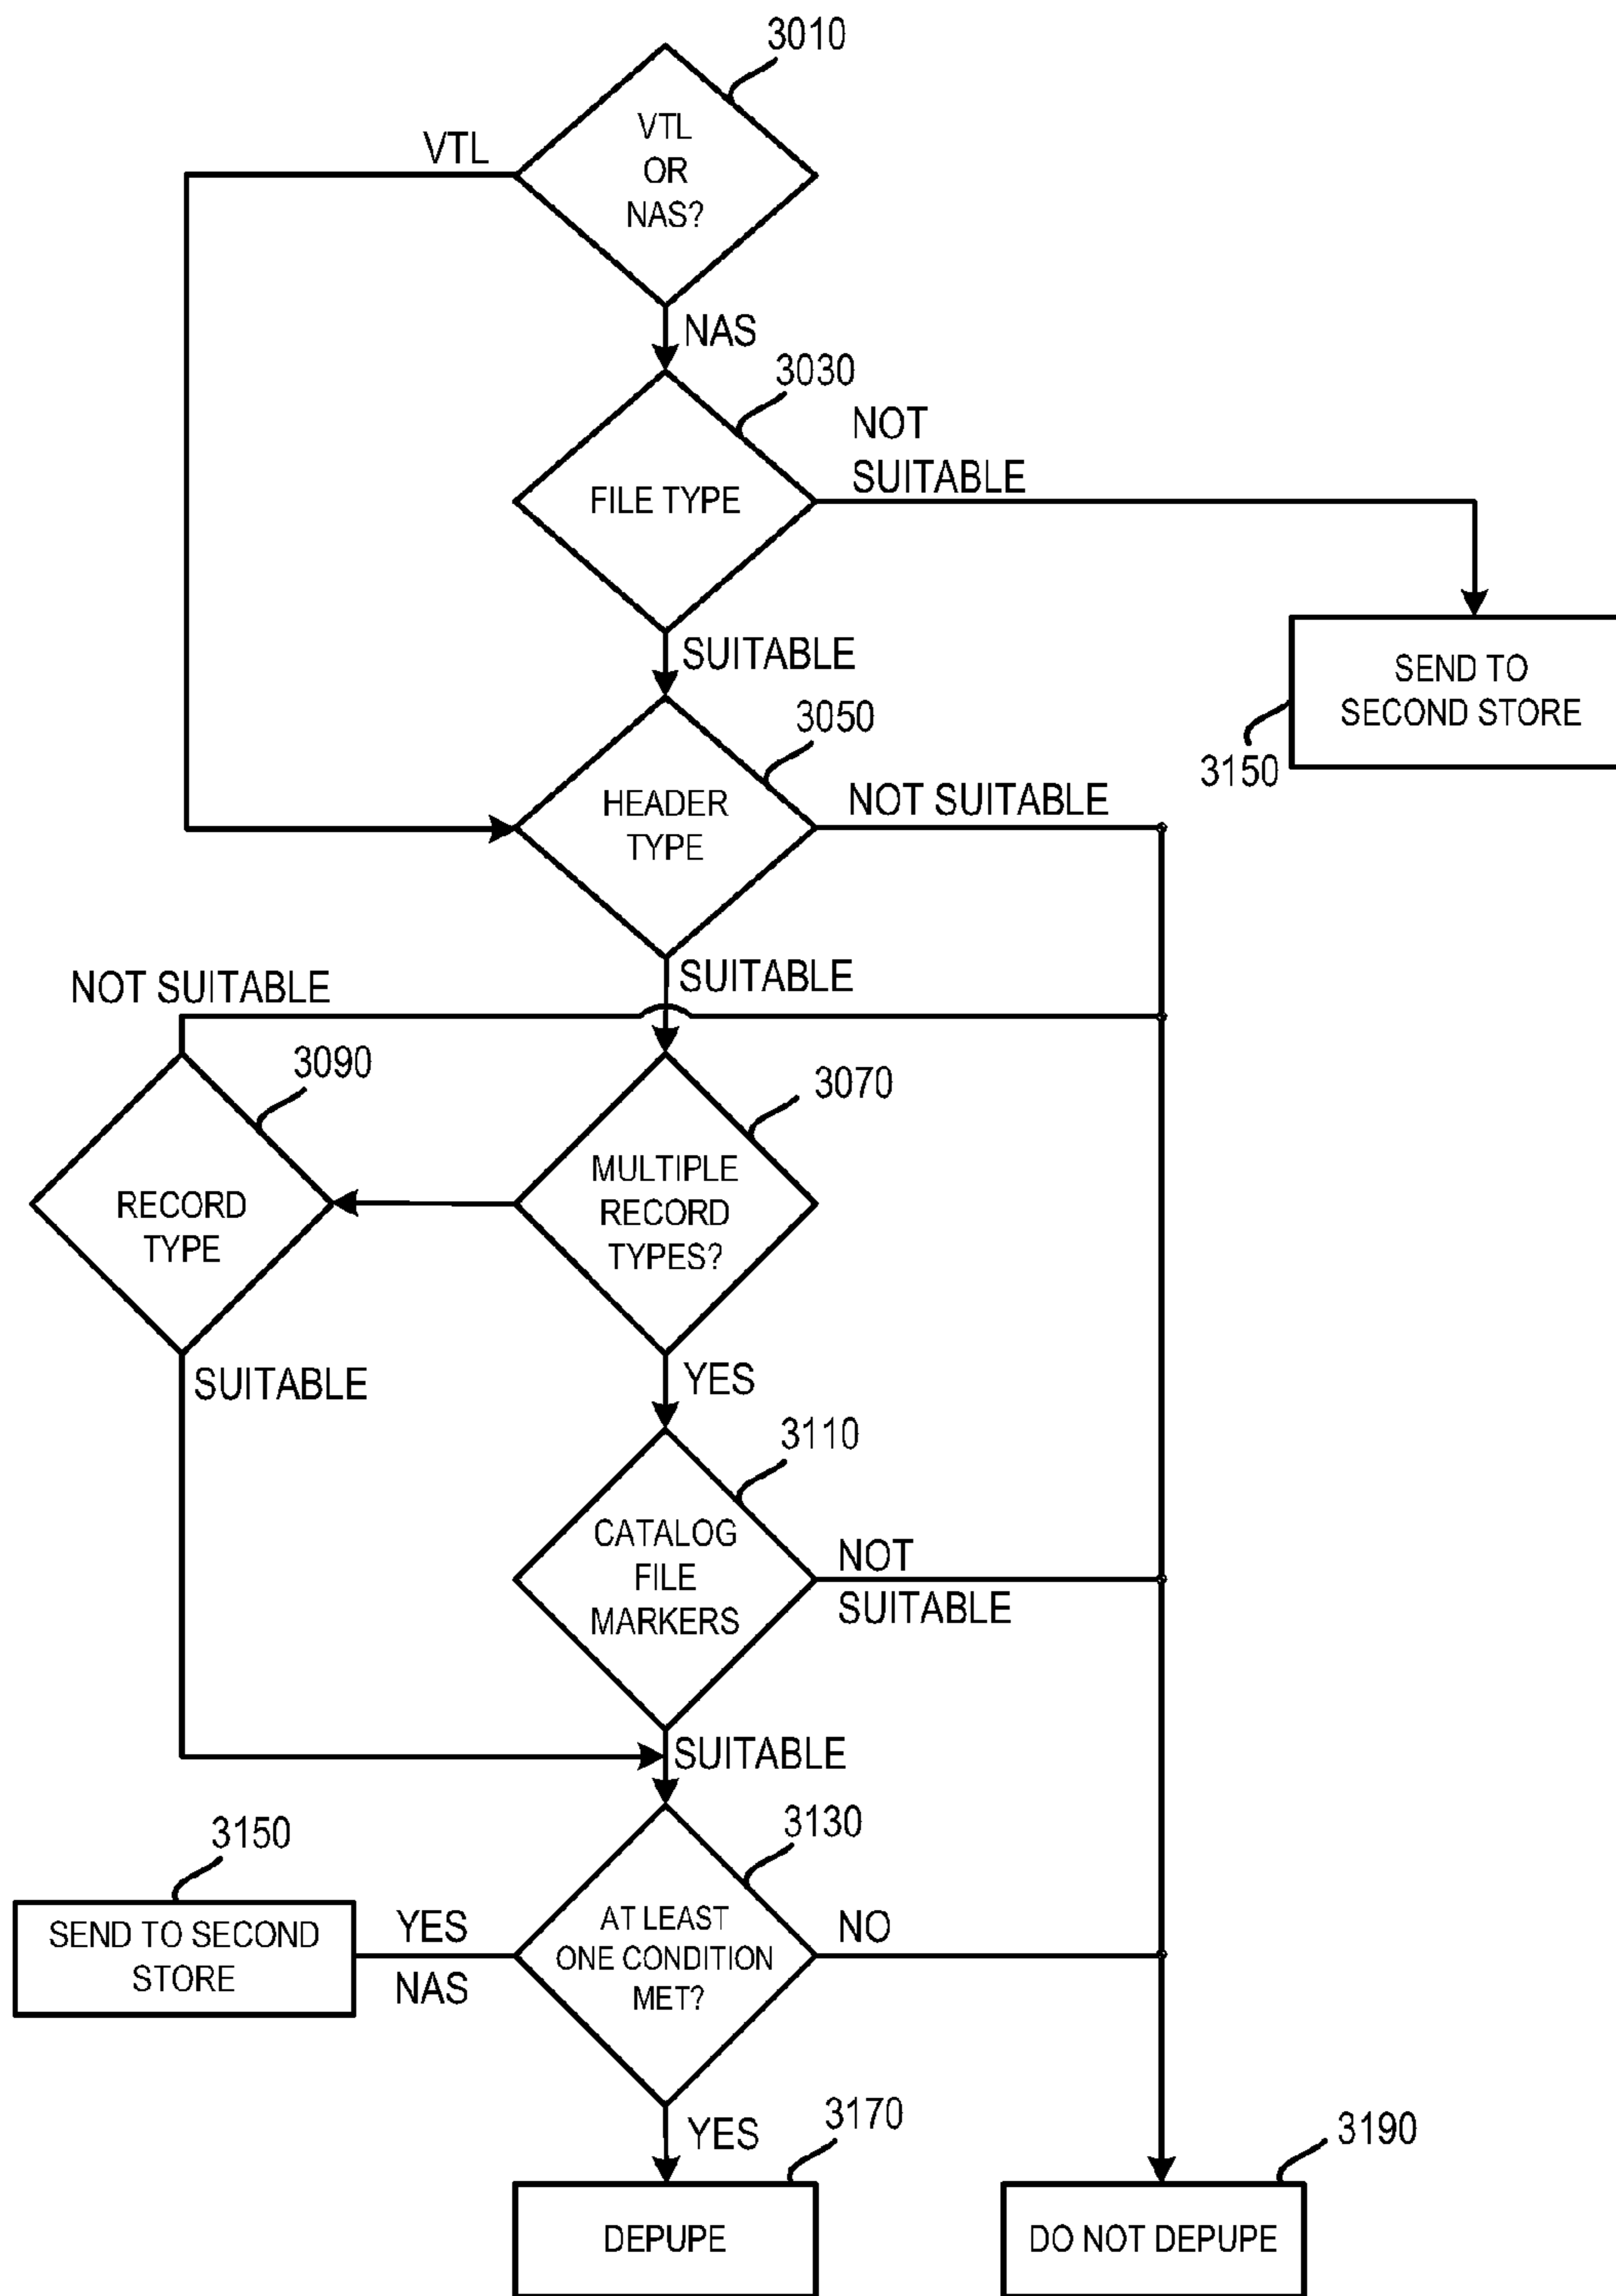 3010
VTL
VTL
OR
NAS?
NAS
3030
NOT
SUITABLE
FILE TYPE
SUITABLE
SEND TO
SECOND STORE
3150
3050
HEADER
TYPE
NOT SUITABLE
SUITABLE
NOT SUITABLE
3090
3070
RECORD
TYPE
MULTIPLE
RECORD
TYPES?
SUITABLE
YES
3110
CATALOG
FILE
MARKERS
NOT
SUITABLE
SUITABLE
3150
3130
SEND TO SECOND
STORE
YES
NAS
AT LEAST
ONE CONDITION
MET?
NO
YES
3170
3190
DEPUPE
DO NOT DEPUPE